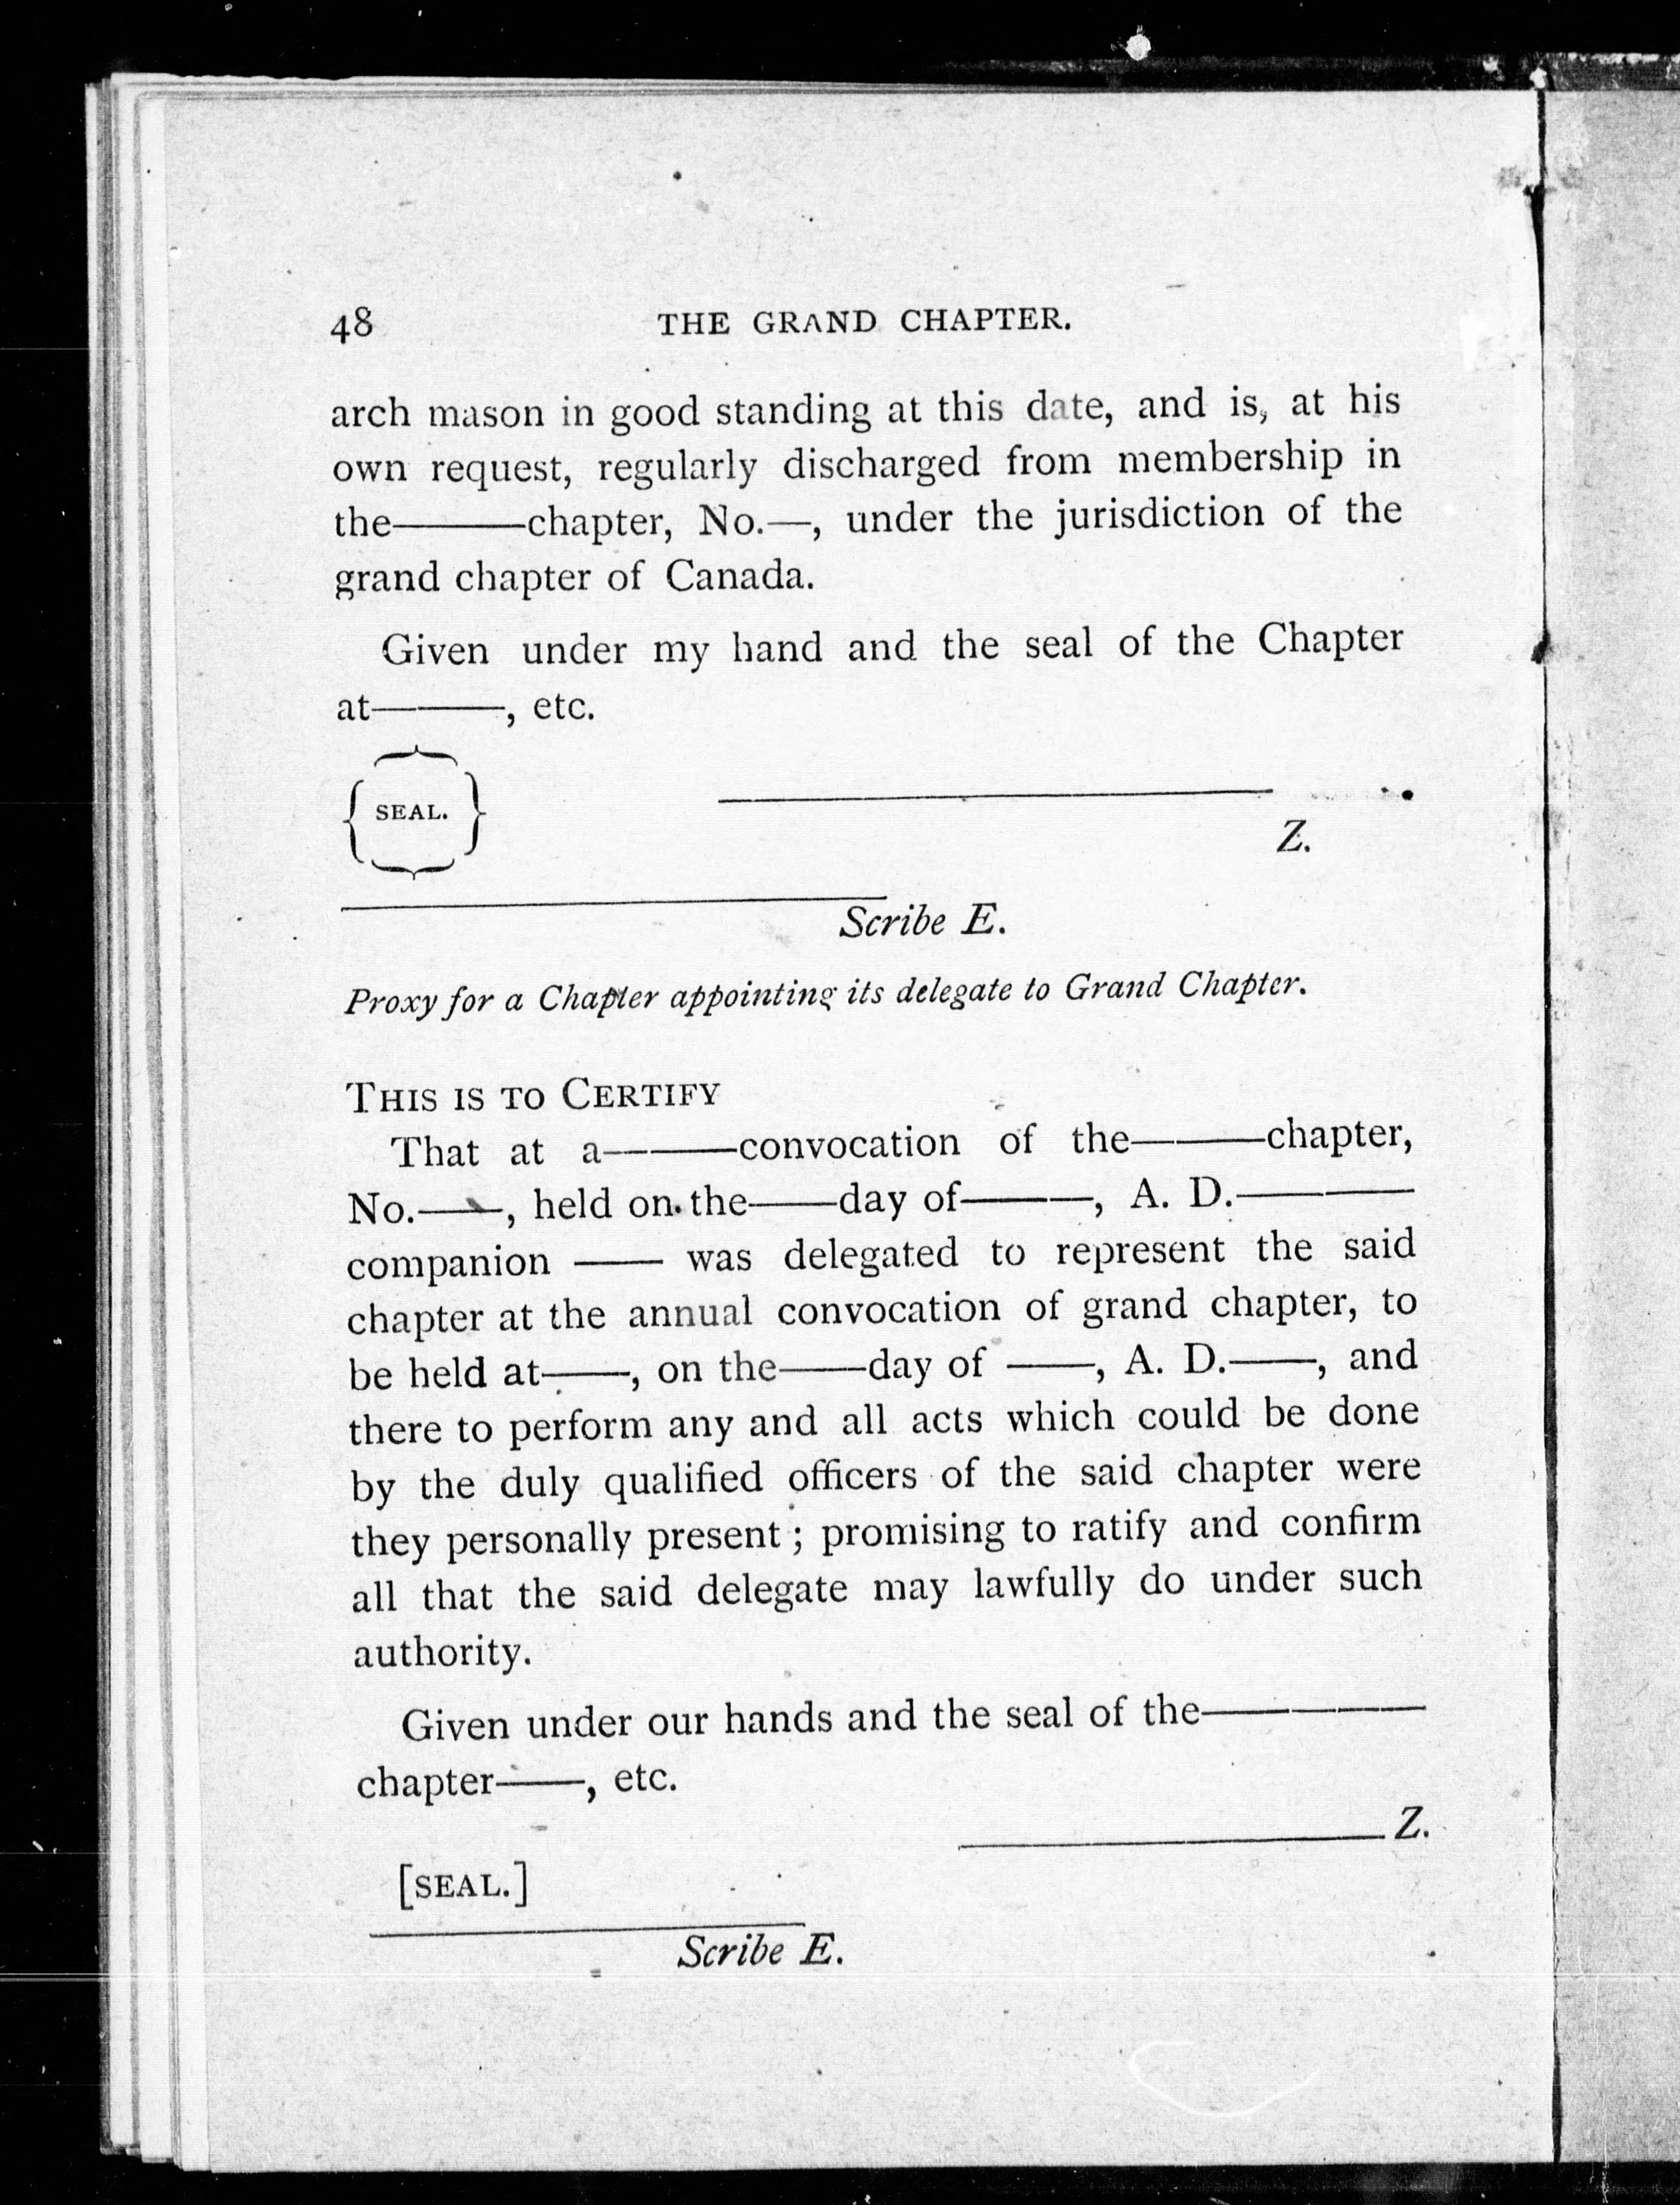 48 THE GRAND CHAPTER.
arch mason in good standing at this date, and is, at his
own request, regularly discharged from membership in
the———chapter, No.—, under the jurisdiction of the
grand chapter of Canada.
Given under my hand and the seal of the Chapter
at———, etc.
{ SEAL. }
Z.
Scribe E.
Proxy for a Chapter appointing its delegate to Grand Chapter.
THIS IS TO CERTIFY
That at a———convocation of the———chapter,
No.——, held on the——day of———, A. D.————
companion —— was delegated to represent the said
chapter at the annual convocation of grand chapter, to
be held at——, on the——day of ——, A. D.——, and
there to perform any and all acts which could be done
by the duly qualified officers of the said chapter were
they personally present ; promising to ratify and confirm
all that the said delegate may lawfully do under such
authority.
Given under our hands and the seal of the—————
chapter——, etc.
Z.
[SEAL.]
Scribe E.